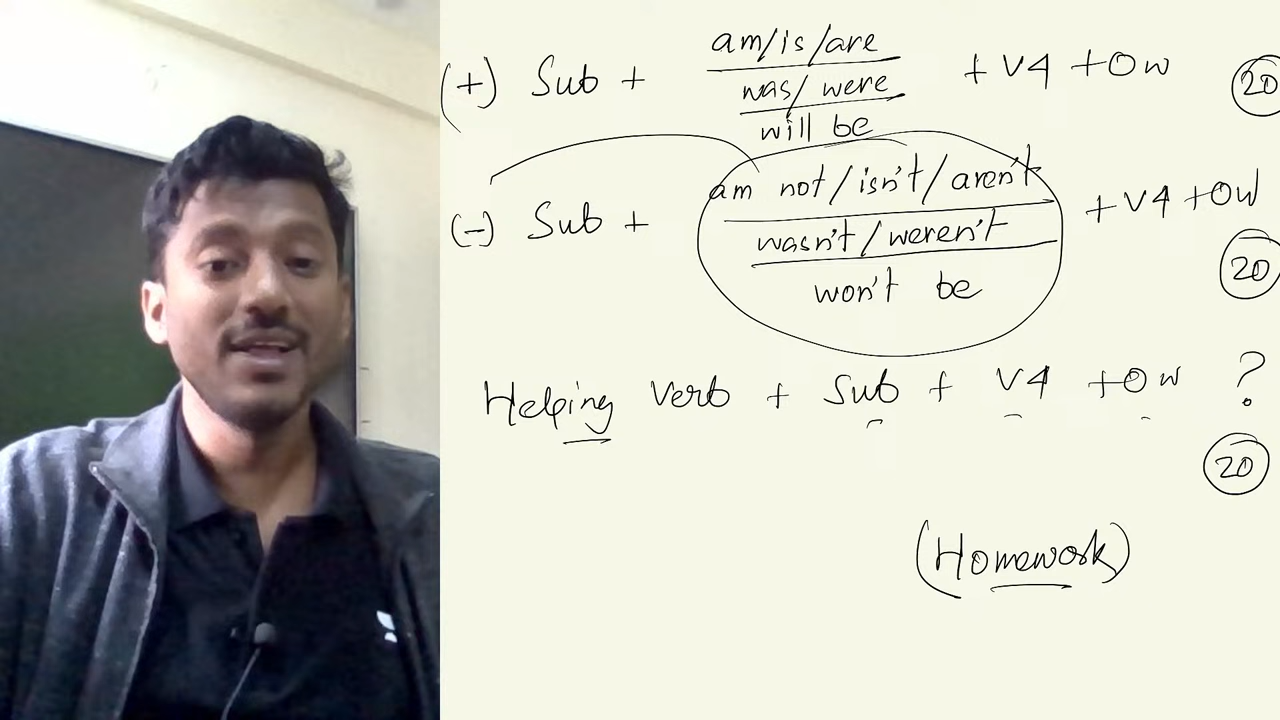 am/is/are
(+) Sub + was/were + V4 + Ow 20
will be
am not/isn't/aren't
(-) Sub + wasn't/weren't + V4 + Ow 20
won't be
Helping Verb + Sub + V4 + Ow ?
20
(Homework)